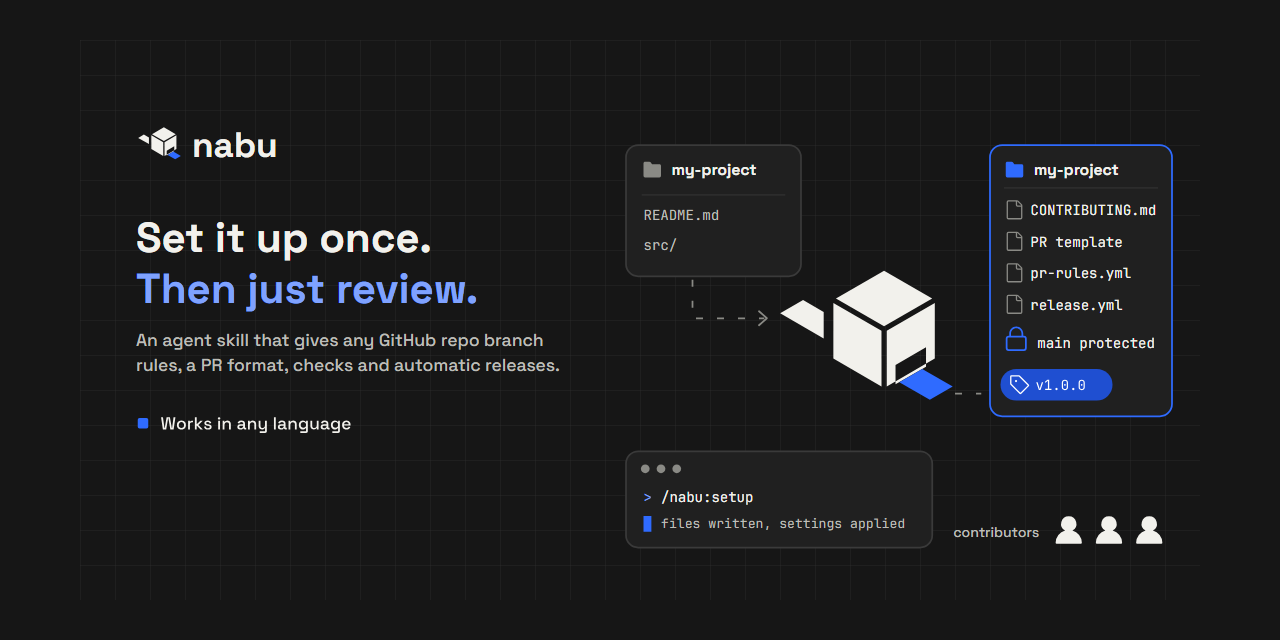 nabu
Set it up once.
Then just review.
An agent skill that gives any GitHub repo branch
rules, a PR format, checks and automatic releases.
Works in any language
my-project
README.md
src/
my-project
CONTRIBUTING.md
PR template
pr-rules.yml
release.yml
main protected
v1.0.0
> /nabu:setup
files written, settings applied
contributors